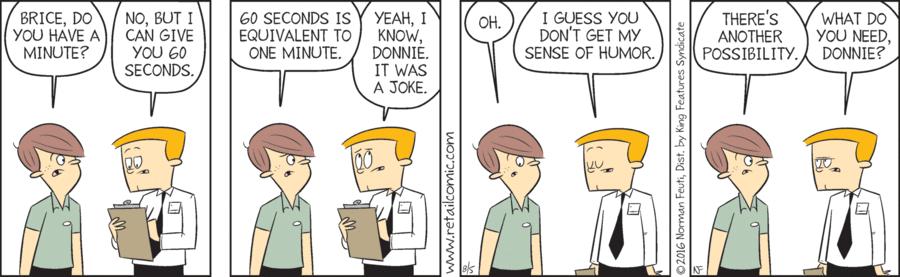 BRICE, DO
YOU HAVE A
MINUTE?
NO, BUT I
CAN GIVE
YOU 60
SECONDS.
60 SECONDS IS
EQUIVALENT TO
ONE MINUTE.
YEAH, I
KNOW,
DONNIE.
IT WAS
A JOKE.
www.retailcomic.com
8/5
OH.
I GUESS YOU
DON'T GET MY
SENSE OF HUMOR.
©2016 Norman Feuti, Dist. by King Features Syndicate
THERE'S
ANOTHER
POSSIBILITY.
WHAT DO
YOU NEED,
DONNIE?
NF